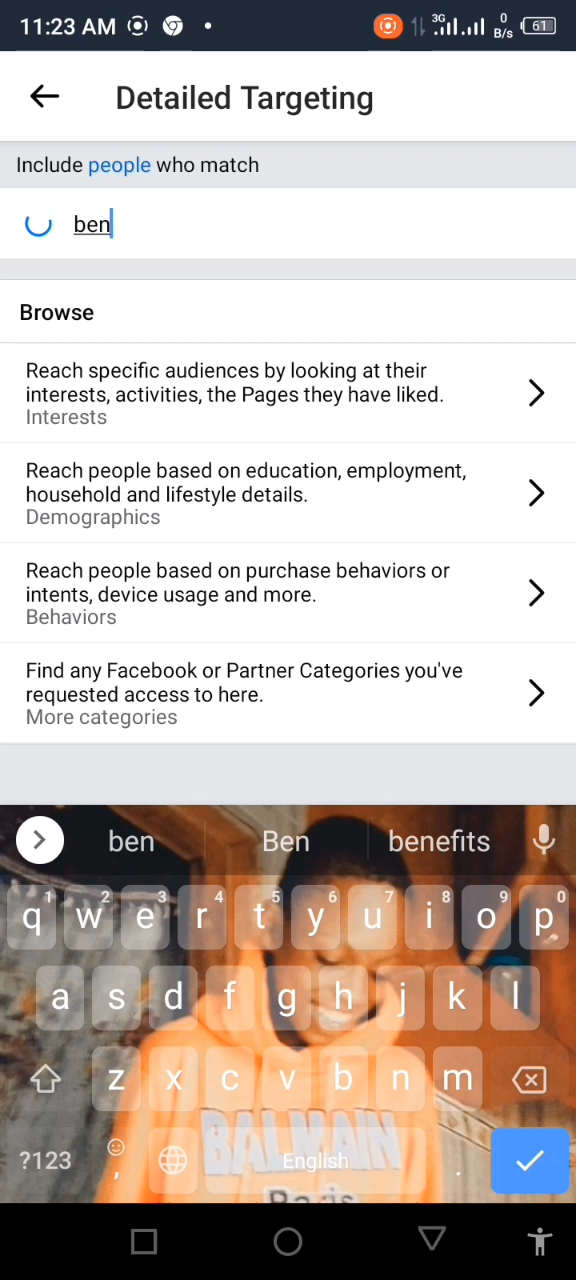 11:23 AM
3G
0
B/s
61
Detailed Targeting
Include people who match
ben
Browse
Reach specific audiences by looking at their
interests, activities, the Pages they have liked.
Interests
Reach people based on education, employment,
household and lifestyle details.
Demographics
Reach people based on purchase behaviors or
intents, device usage and more.
Behaviors
Find any Facebook or Partner Categories you've
requested access to here.
More categories
ben Ben benefits
q1 w2 e3 r4 t5 y6 u7 i8 o9 p0
a s d f g h j k l
z x c v b n m
BALMAIN
?123 , English .
Paris